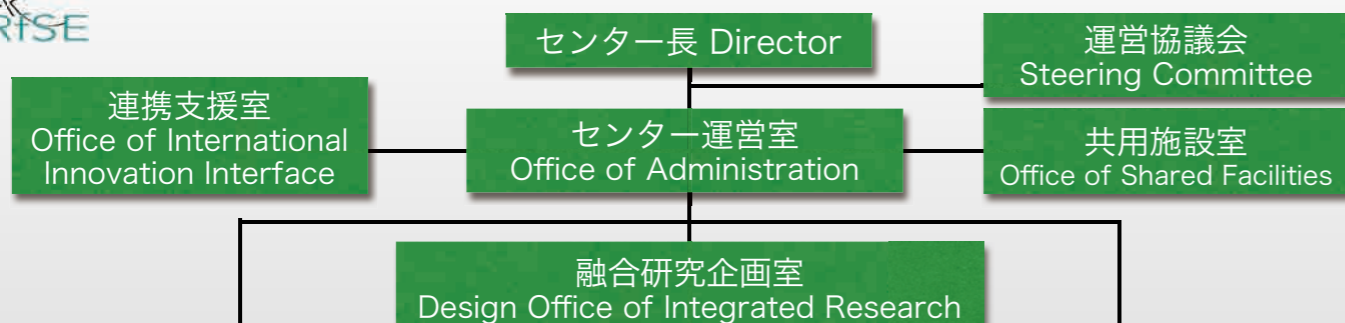 RISE
センター長 Director
運営協議会
Steering Committee
連携支援室
Office of International
Innovation Interface
センター運営室
Office of Administration
共用施設室
Office of Shared Facilities
融合研究企画室
Design Office of Integrated Research